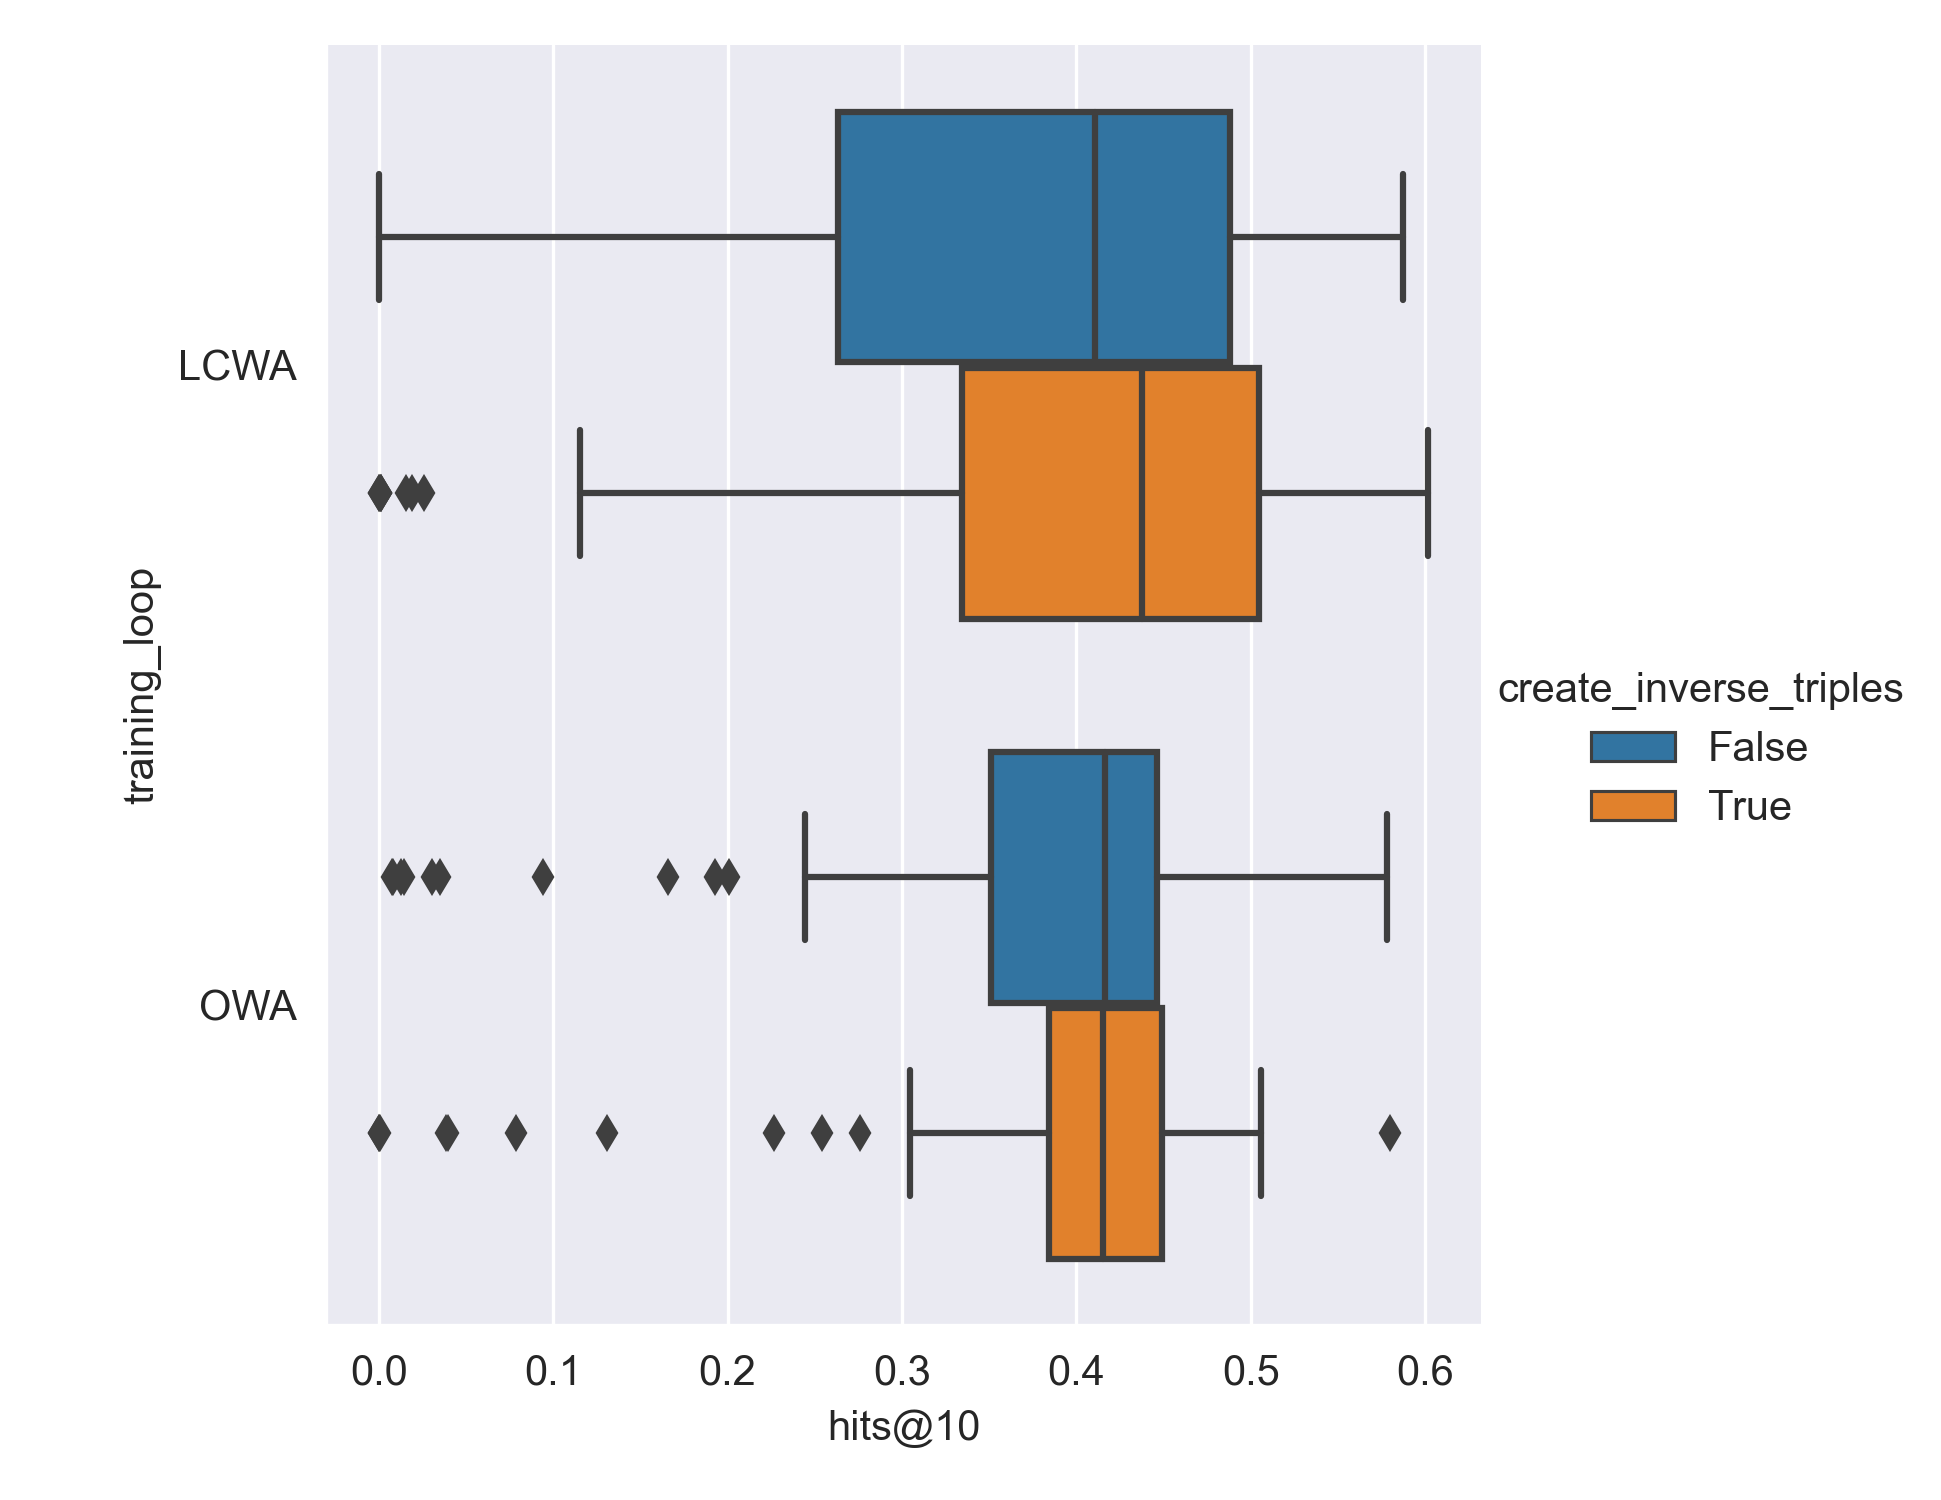 LCWA
OWA
training_loop
0.0 0.1 0.2 0.3 0.4 0.5 0.6
hits@10
create_inverse_triples
False
True